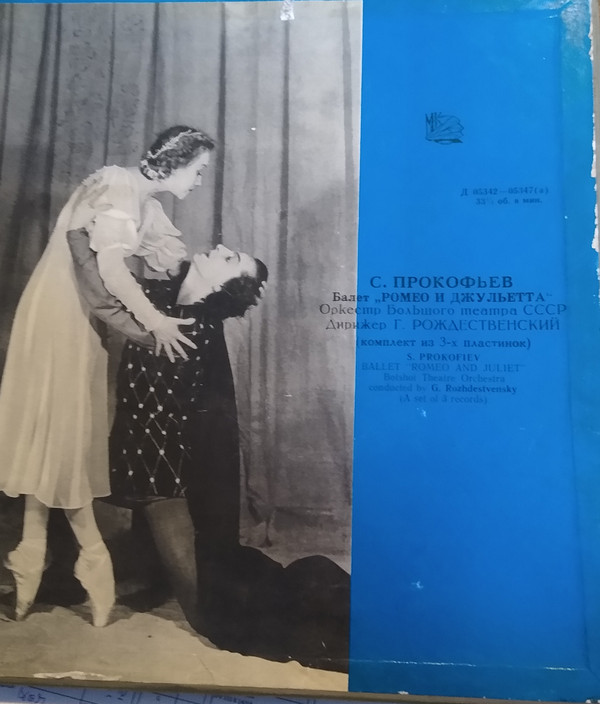 МК
Д 05342—05347(а)
33⅓ об. в мин.
С. ПРОКОФЬЕВ
Балет „РОМЕО И ДЖУЛЬЕТТА"
Оркестр Большого театра СССР
Дирижер Г. РОЖДЕСТВЕНСКИЙ
(комплект из 3-х пластинок)
S. PROKOFIEV
BALLET "ROMEO AND JULIET"
Bolshoi Theatre Orchestra
conducted by G. Rozhdestvensky
(A set of 3 records)